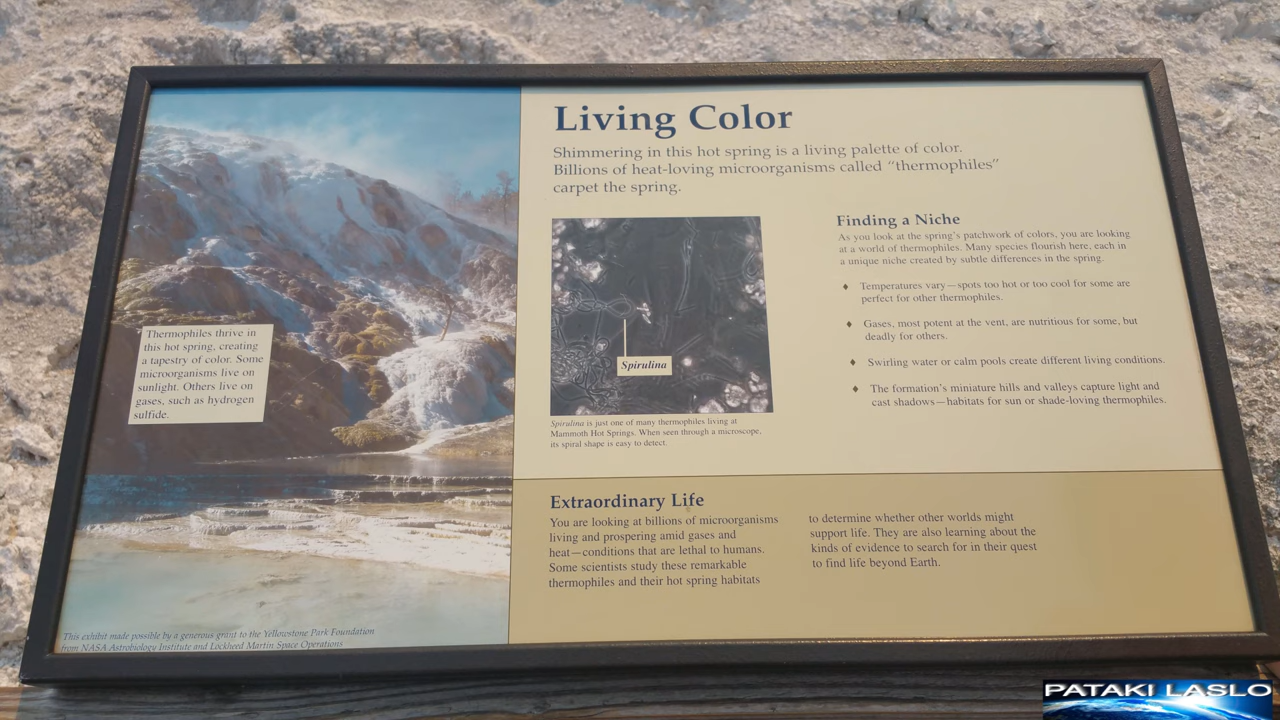 Living Color
Shimmering in this hot spring is a living palette of color.
Billions of heat-loving microorganisms called “thermophiles”
carpet the spring.
Thermophiles thrive in
this hot spring, creating
a tapestry of color. Some
microorganisms live on
sunlight. Others live on
gases, such as hydrogen
sulfide.
Spirulina
Spirulina is just one of many thermophiles living at
Mammoth Hot Springs. When seen through a microscope,
its spiral shape is easy to detect.
Finding a Niche
As you look at the spring’s patchwork of colors, you are looking
at a world of thermophiles. Many species flourish here, each in
a unique niche created by subtle differences in the spring.
♦ Temperatures vary—spots too hot or too cool for some are
perfect for other thermophiles.
♦ Gases, most potent at the vent, are nutritious for some, but
deadly for others.
♦ Swirling water or calm pools create different living conditions.
♦ The formation’s miniature hills and valleys capture light and
cast shadows—habitats for sun or shade-loving thermophiles.
Extraordinary Life
You are looking at billions of microorganisms
living and prospering amid gases and
heat—conditions that are lethal to humans.
Some scientists study these remarkable
thermophiles and their hot spring habitats
to determine whether other worlds might
support life. They are also learning about the
kinds of evidence to search for in their quest
to find life beyond Earth.
This exhibit made possible by a generous grant to the Yellowstone Park Foundation
from NASA Astrobiology Institute and Lockheed Martin Space Operations
PATAKI LASLO